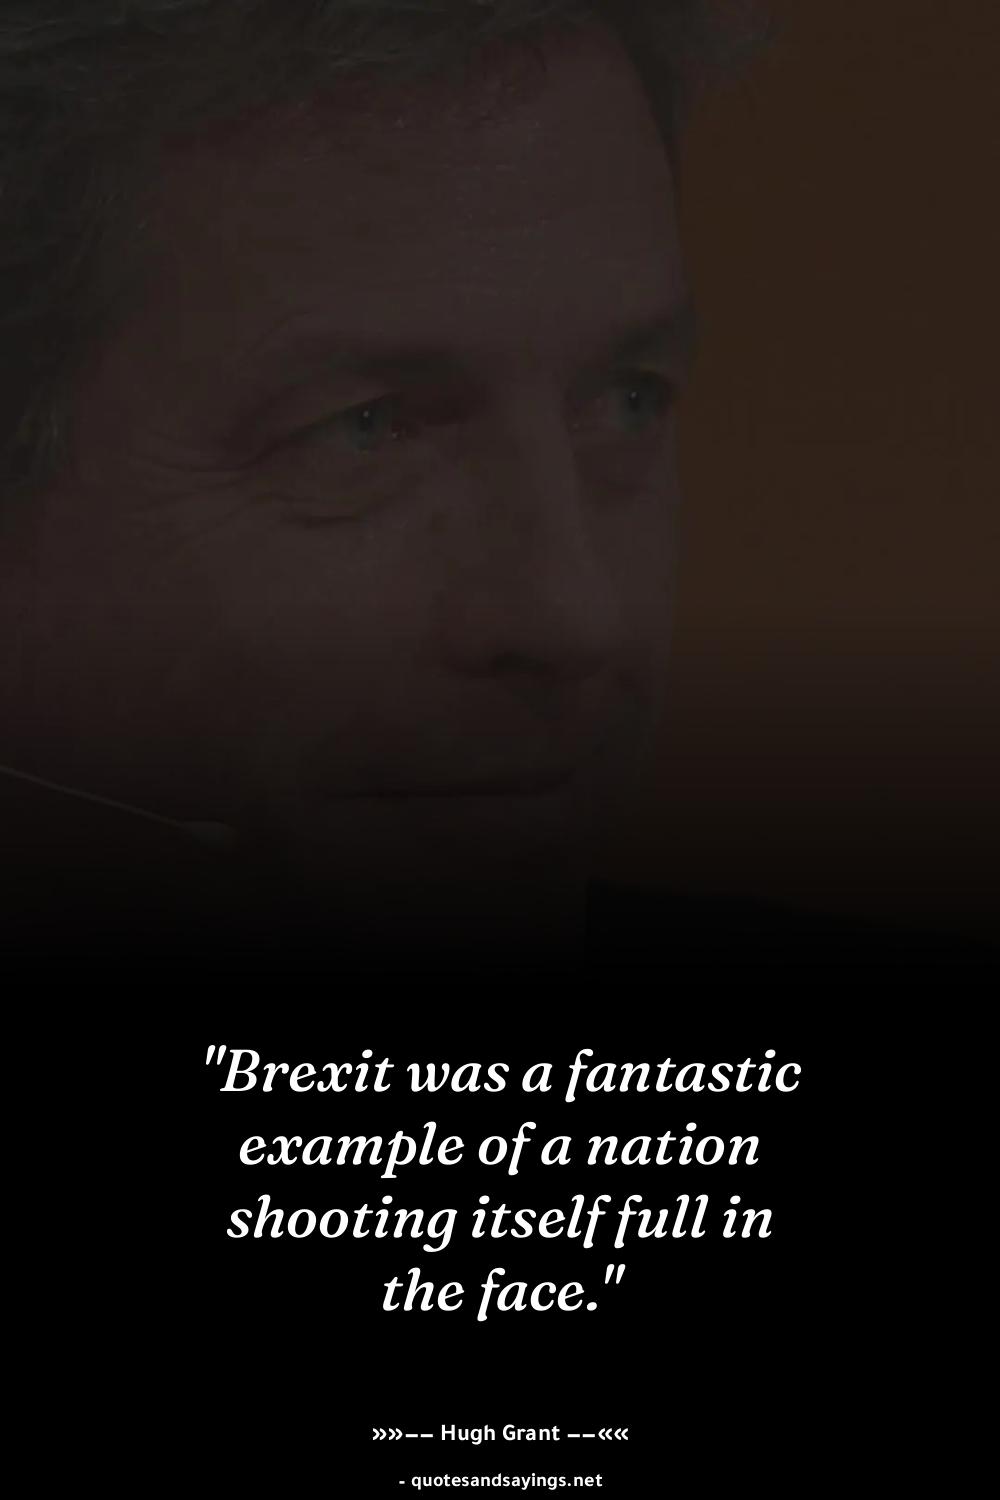 "Brexit was a fantastic
example of a nation
shooting itself full in
the face."
»»−− Hugh Grant −−««
- quotesandsayings.net